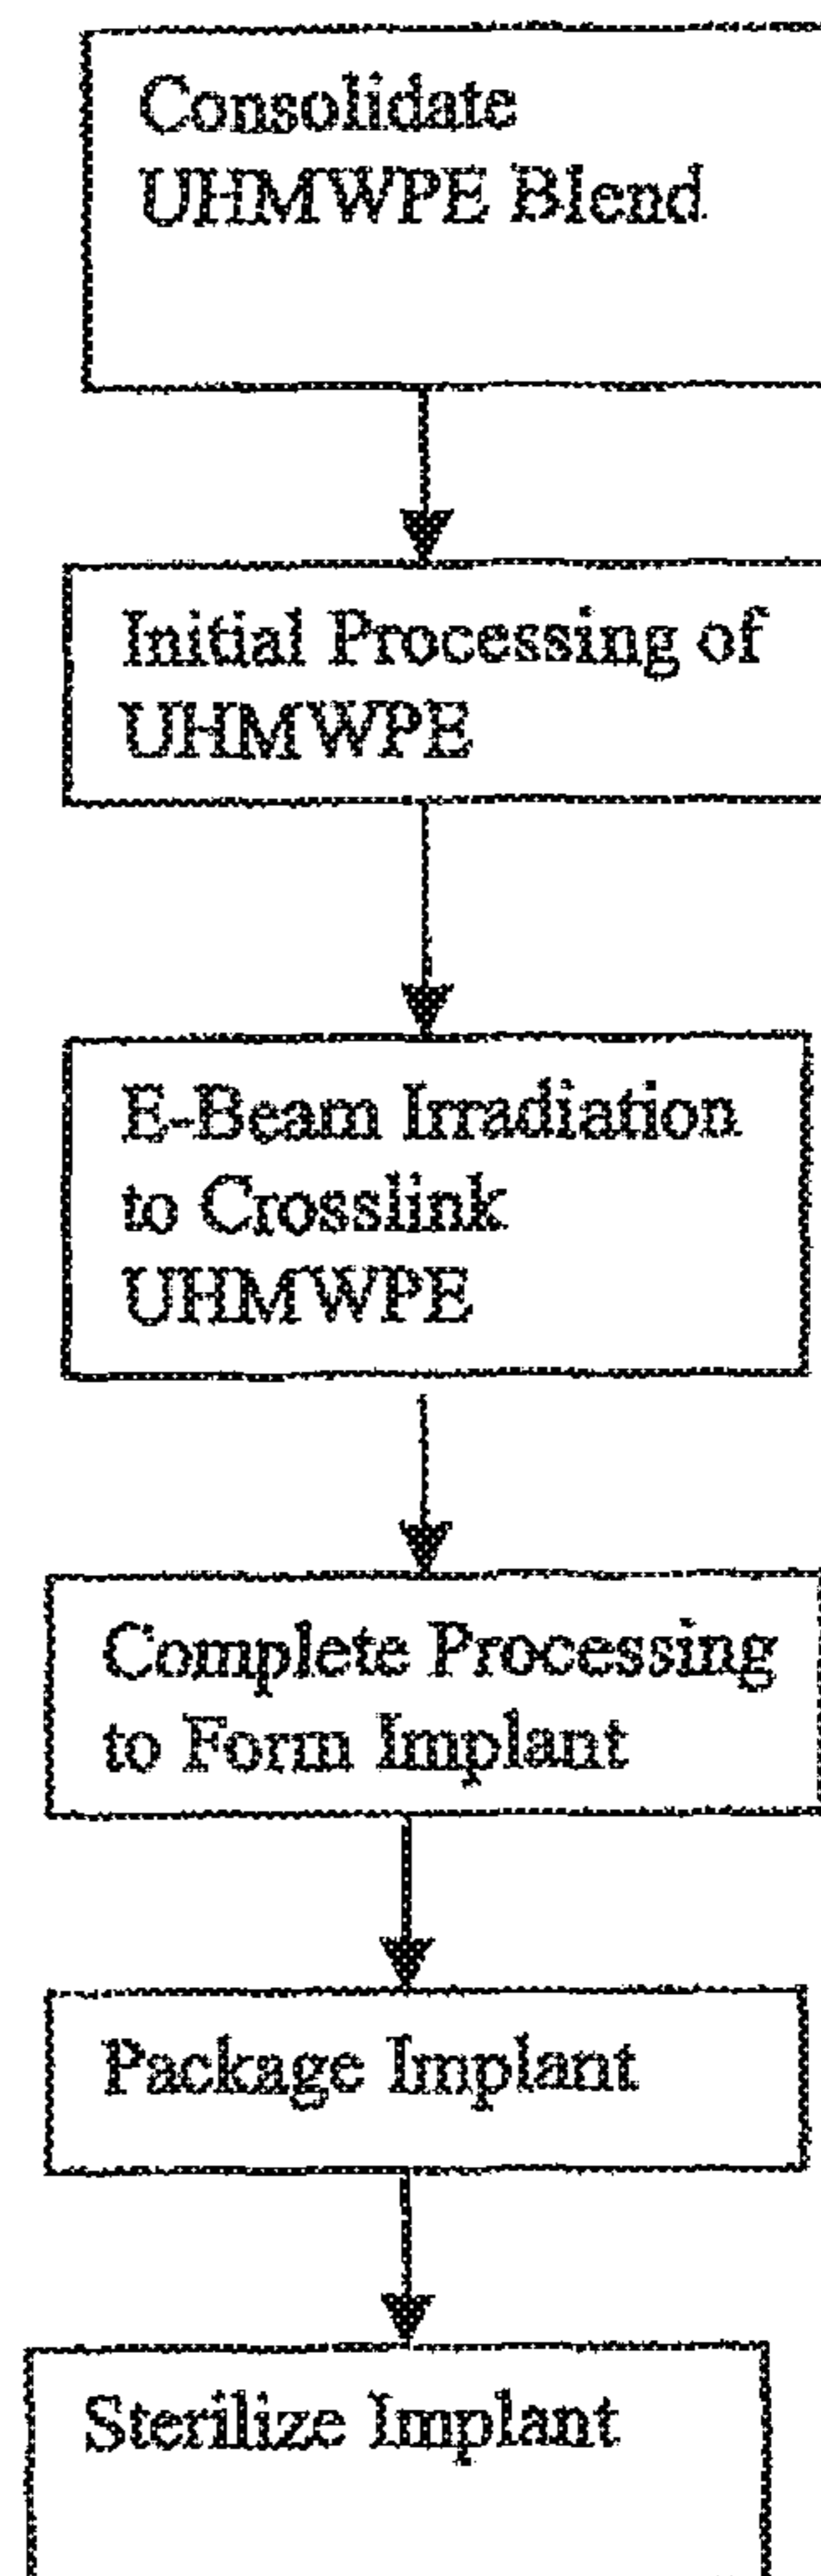 Consolidate
UHMWPE Blend
Initial Processing of
UHMWPE
E-Beam Irradiation
to Crosslink
UHMWPE
Complete Processing
to Form Implant
Package Implant
Sterilize Implant